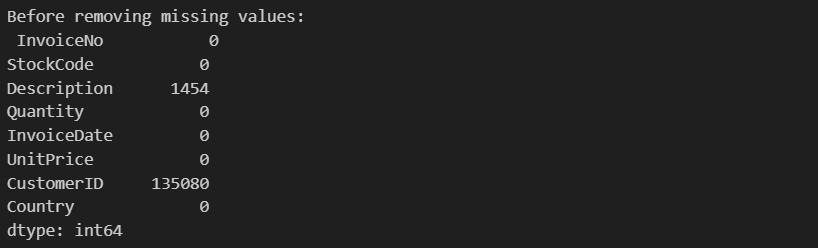 Before removing missing values:
 InvoiceNo           0
StockCode           0
Description      1454
Quantity            0
InvoiceDate         0
UnitPrice           0
CustomerID     135080
Country             0
dtype: int64